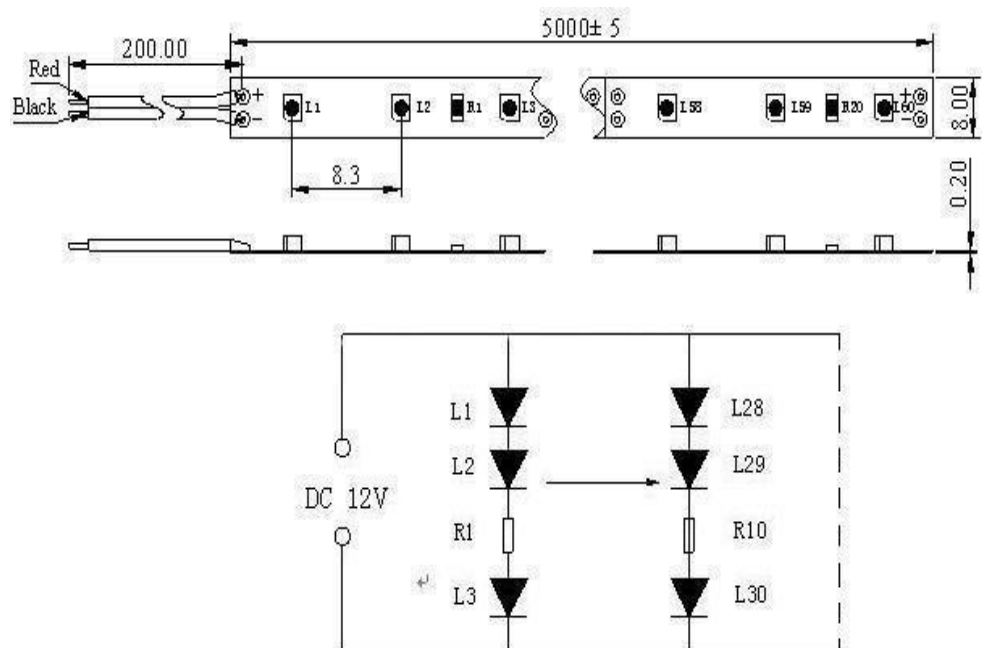 5000± 5
200.00
Red
Black
+
-
L1
L2
R1
L3
L58
L59
R20
L60
+
-
8.00
8.3
0.20
L1
L28
L2
L29
DC 12V
R1
R10
L3
L30